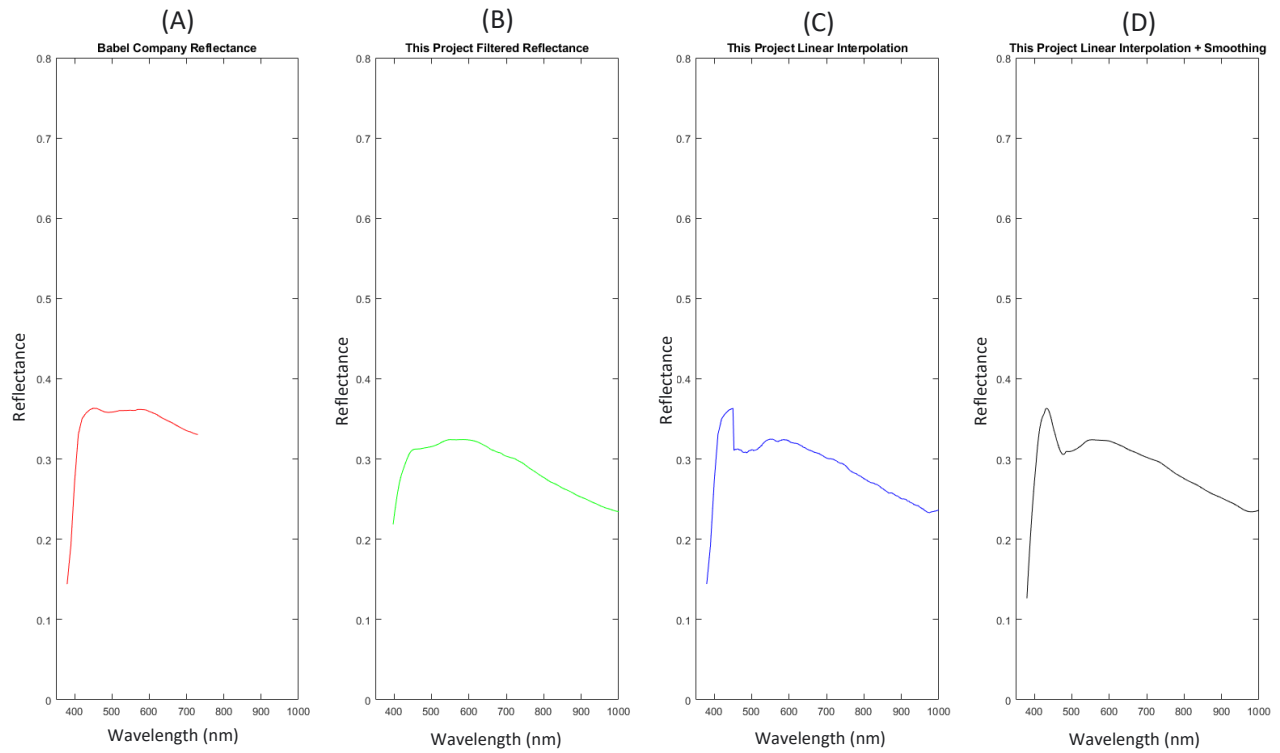 (A)
Babel Company Reflectance
0.8
0.7
0.6
0.5
0.4
0.3
0.2
0.1
0
Reflectance
400 500 600 700 800 900 1000
Wavelength (nm)
(B)
This Project Filtered Reflectance
0.8
0.7
0.6
0.5
0.4
0.3
0.2
0.1
0
Reflectance
400 500 600 700 800 900 1000
Wavelength (nm)
(C)
This Project Linear Interpolation
0.8
0.7
0.6
0.5
0.4
0.3
0.2
0.1
0
Reflectance
400 500 600 700 800 900 1000
Wavelength (nm)
(D)
This Project Linear Interpolation + Smoothing
0.8
0.7
0.6
0.5
0.4
0.3
0.2
0.1
0
Reflectance
400 500 600 700 800 900 1000
Wavelength (nm)